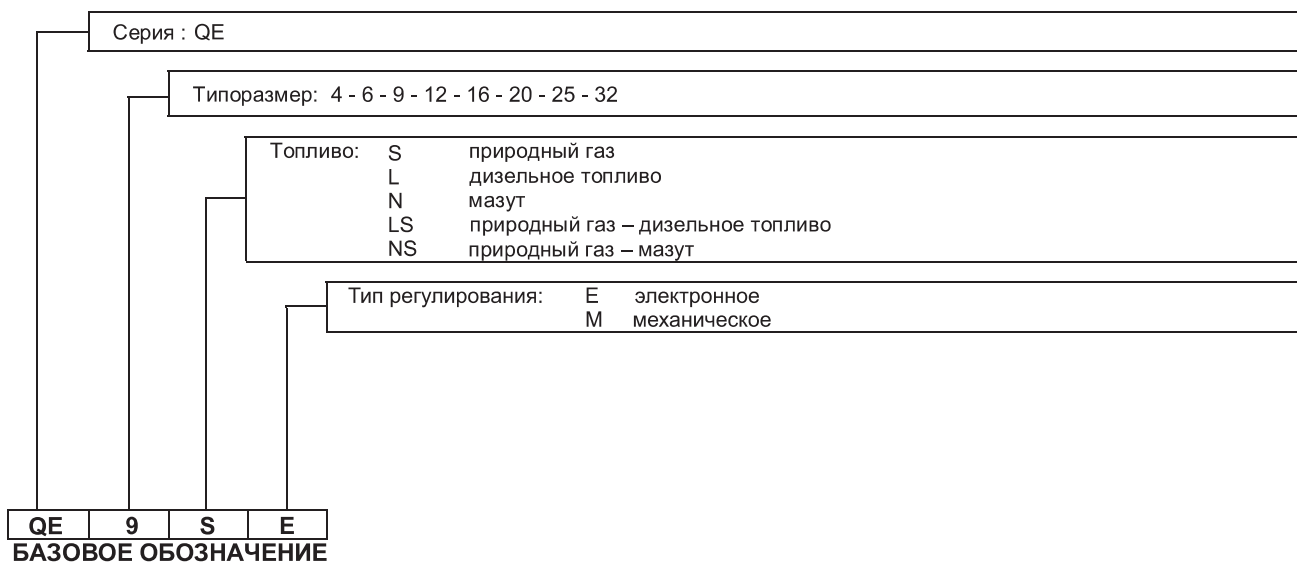 Серия : QE
Типоразмер: 4 - 6 - 9 - 12 - 16 - 20 - 25 - 32
Топливо: S природный газ
L дизельное топливо
N мазут
LS природный газ – дизельное топливо
NS природный газ – мазут
Тип регулирования: E электронное
M механическое
QE 9 S E
БАЗОВОЕ ОБОЗНАЧЕНИЕ